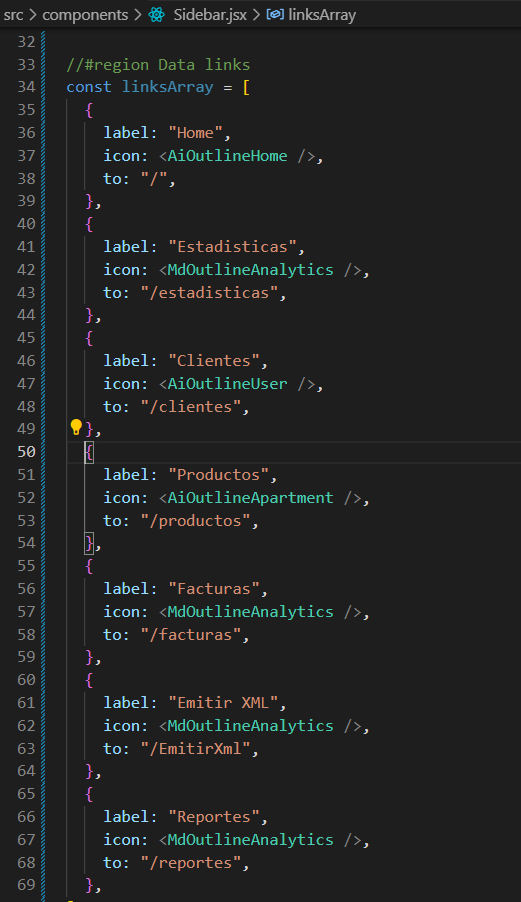 src > components > Sidebar.jsx > linksArray
32
33 //#region Data links
34 const linksArray = [
35 {
36 label: "Home",
37 icon: <AiOutlineHome />,
38 to: "/",
39 },
40 {
41 label: "Estadisticas",
42 icon: <MdOutlineAnalytics />,
43 to: "/estadisticas",
44 },
45 {
46 label: "Clientes",
47 icon: <AiOutlineUser />,
48 to: "/clientes",
49 },
50 {
51 label: "Productos",
52 icon: <AiOutlineApartment />,
53 to: "/productos",
54 },
55 {
56 label: "Facturas",
57 icon: <MdOutlineAnalytics />,
58 to: "/facturas",
59 },
60 {
61 label: "Emitir XML",
62 icon: <MdOutlineAnalytics />,
63 to: "/EmitirXml",
64 },
65 {
66 label: "Reportes",
67 icon: <MdOutlineAnalytics />,
68 to: "/reportes",
69 },